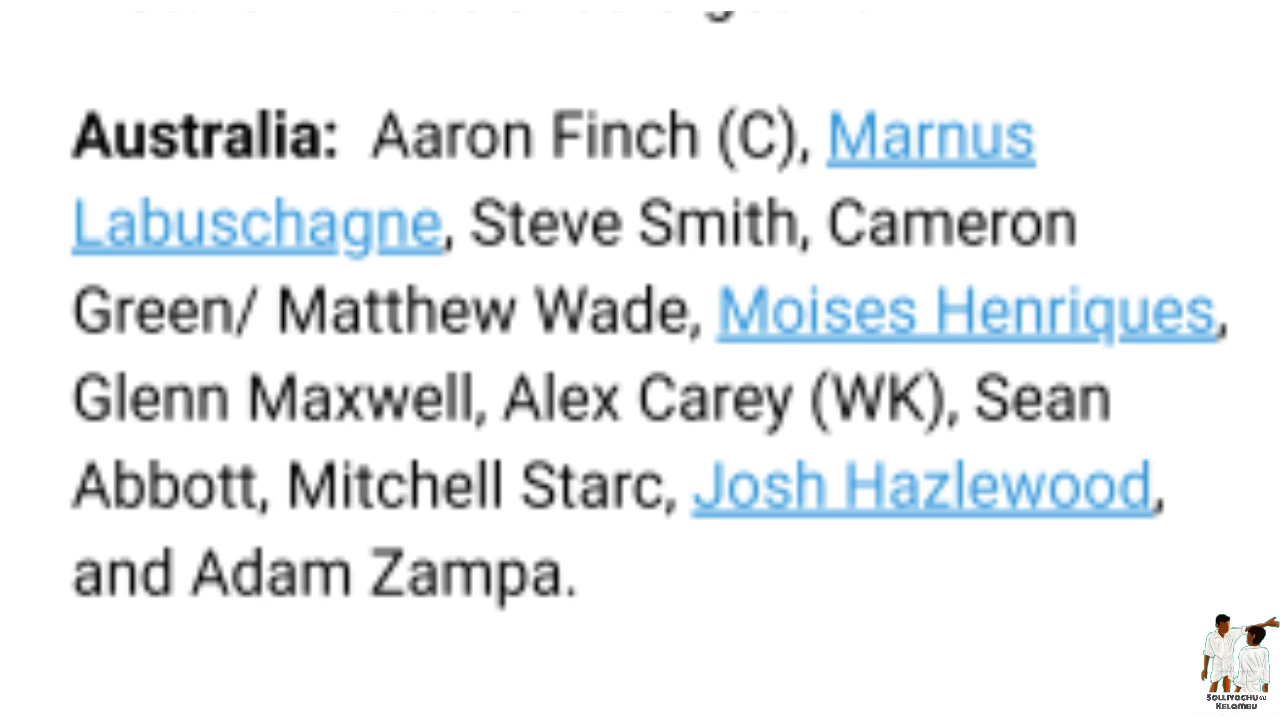 Australia: Aaron Finch (C), Marnus
Labuschagne, Steve Smith, Cameron
Green/ Matthew Wade, Moises Henriques,
Glenn Maxwell, Alex Carey (WK), Sean
Abbott, Mitchell Starc, Josh Hazlewood,
and Adam Zampa.
KELAMBU